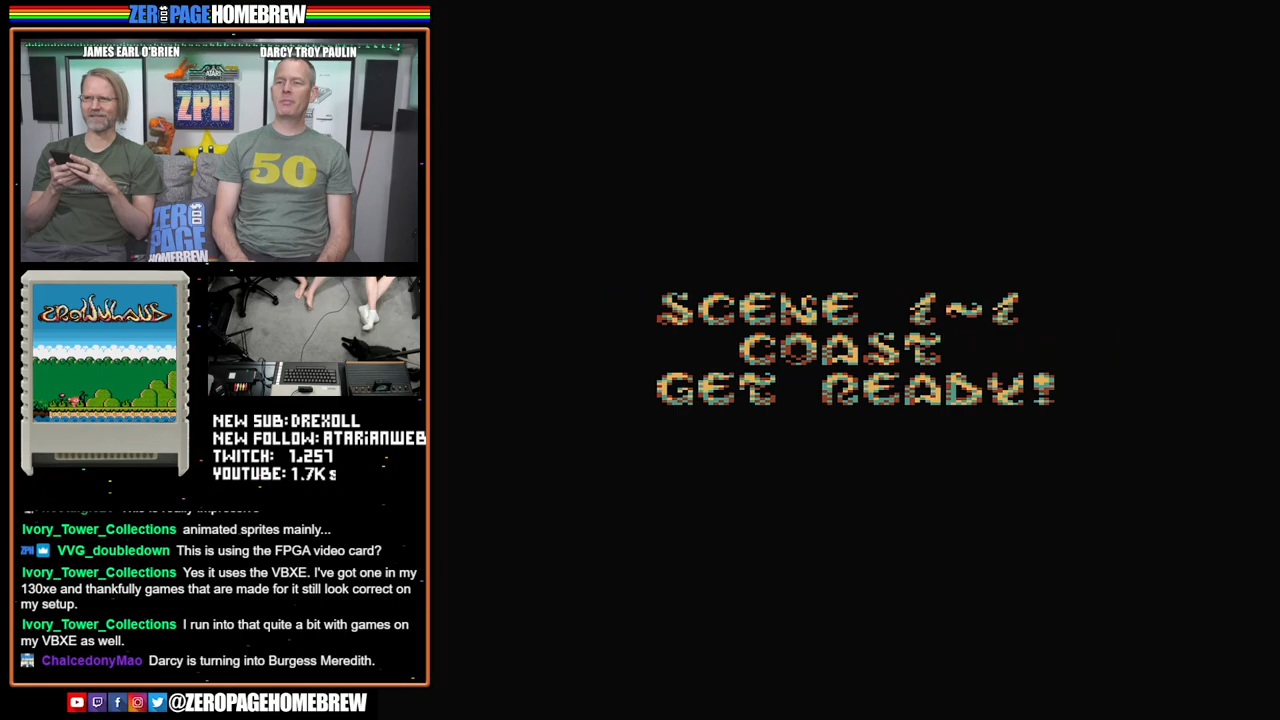 ZERO PAGE HOMEBREW
JAMES EARL O'BRIEN
DARCY TROY PAULIN
ZPH
50
ZERO
PAGE
HOMEBREW
NEW SUB:DREXOLL
NEW FOLLOW:ATARIANWEB
TWITCH: 1,257
YOUTUBE: 1.7K s
Ivory_Tower_Collections animated sprites mainly...
ZPH VVG_doubledown This is using the FPGA video card?
Ivory_Tower_Collections Yes it uses the VBXE. I've got one in my
130xe and thankfully games that are made for it still look correct on
my setup.
Ivory_Tower_Collections I run into that quite a bit with games on
my VBXE as well.
ChalcedonyMao Darcy is turning into Burgess Meredith.
@ZEROPAGEHOMEBREW
SCENE 1~1
COAST
GET READY!